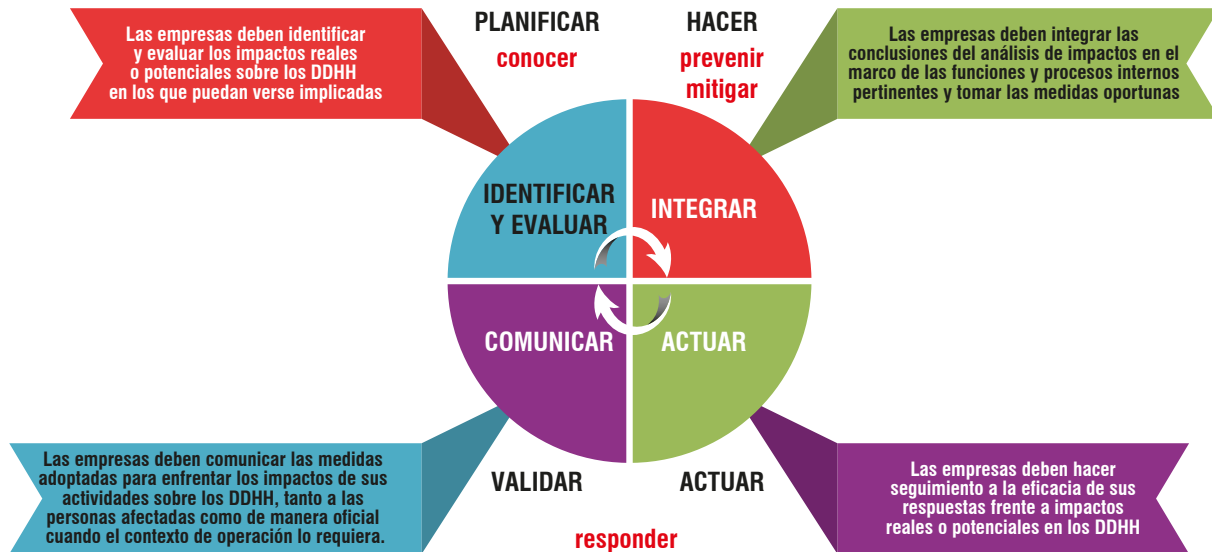 Las empresas deben identificar
y evaluar los impactos reales
o potenciales sobre los DDHH
en los que puedan verse implicadas
PLANIFICAR
conocer
HACER
prevenir
mitigar
Las empresas deben integrar las
conclusiones del análisis de impactos en el
marco de las funciones y procesos internos
pertinentes y tomar las medidas oportunas
IDENTIFICAR
Y EVALUAR
INTEGRAR
COMUNICAR
ACTUAR
Las empresas deben comunicar las medidas
adoptadas para enfrentar los impactos de sus
actividades sobre los DDHH, tanto a las
personas afectadas como de manera oficial
cuando el contexto de operación lo requiera.
VALIDAR
ACTUAR
responder
Las empresas deben hacer
seguimiento a la eficacia de sus
respuestas frente a impactos
reales o potenciales en los DDHH